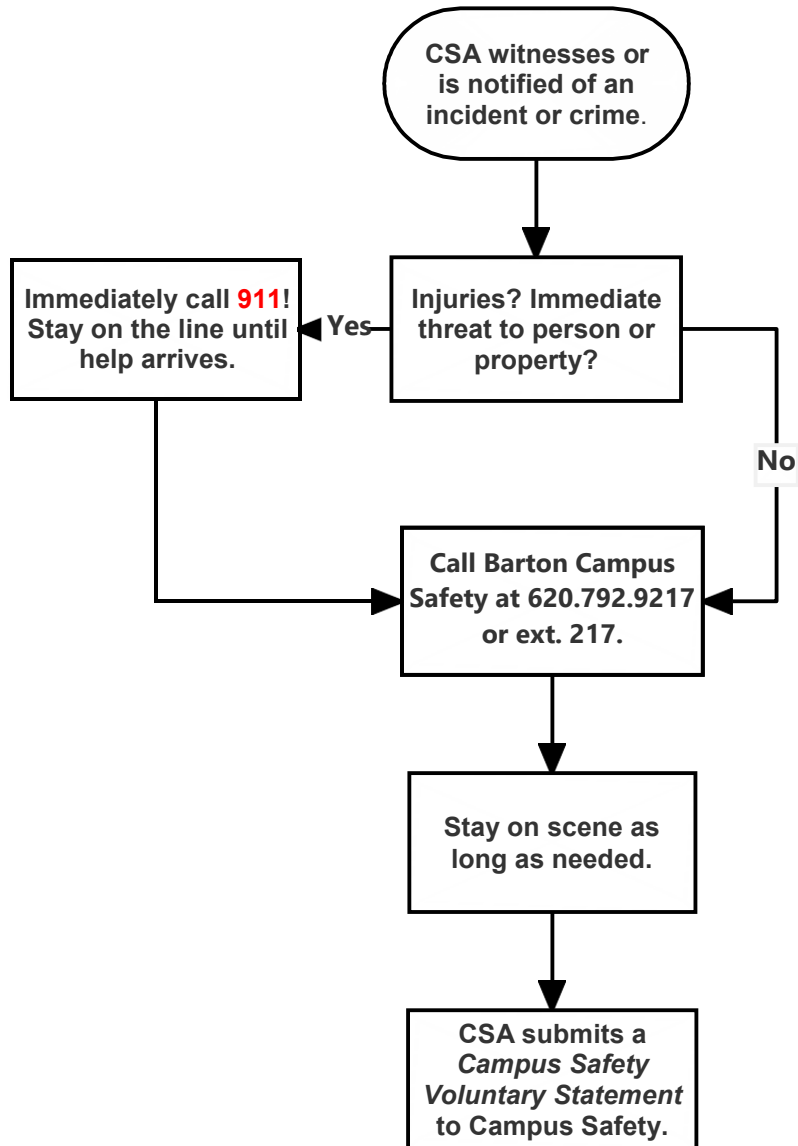 CSA witnesses or
is notified of an
incident or crime.
Immediately call 911!
Stay on the line until
help arrives.
Yes
Injuries? Immediate
threat to person or
property?
No
Call Barton Campus
Safety at 620.792.9217
or ext. 217.
Stay on scene as
long as needed.
CSA submits a
Campus Safety
Voluntary Statement
to Campus Safety.